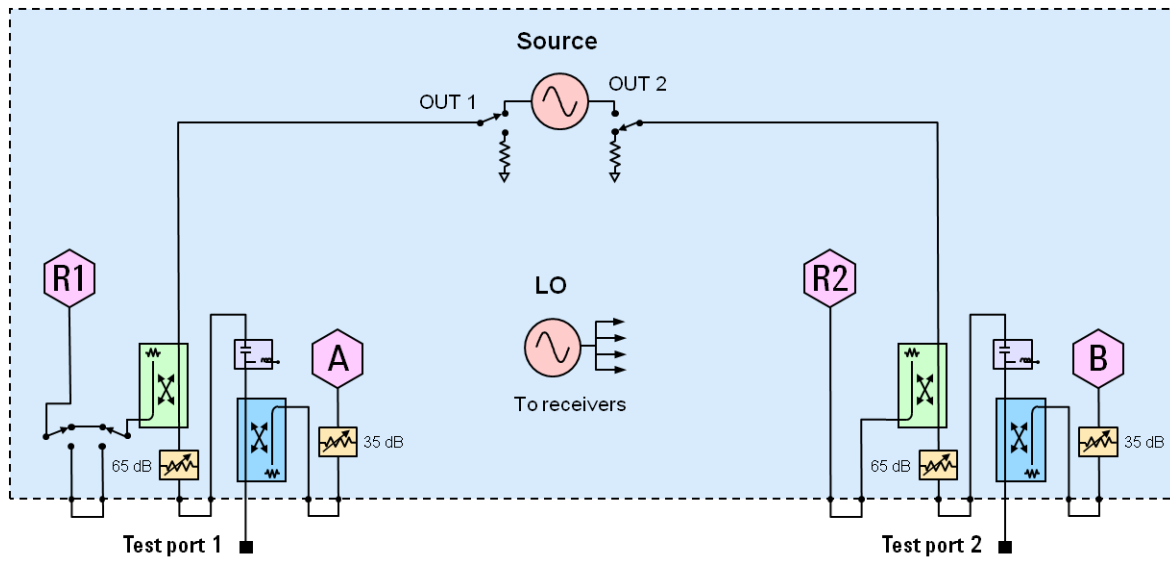 Source
OUT 1
OUT 2
R1
R2
LO
A
B
To receivers
65 dB
35 dB
65 dB
35 dB
Test port 1
Test port 2